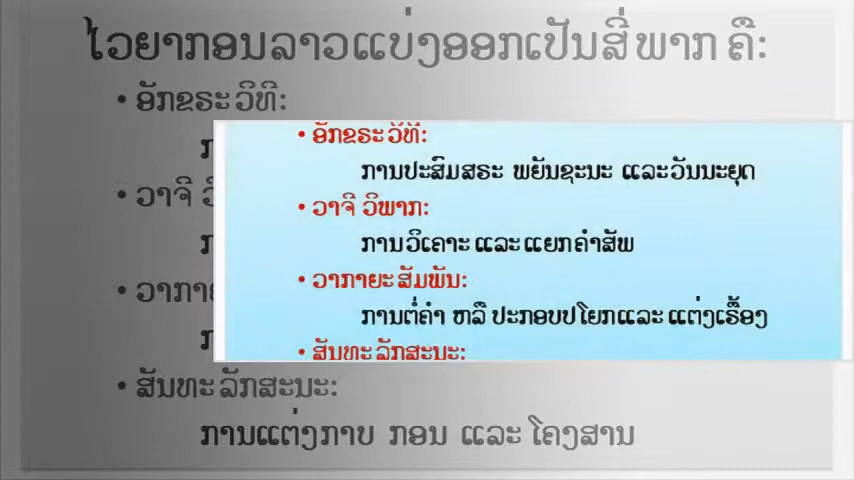 ໄວຍາກອນລາວແບ່ງອອກເປັນສີ່ພາກ ຄື:
• ອັກຂຣະ ວິທີ:
• ອັກຂຣະ ວິທີ:
ການປະສົມສຣະ ພຍັນຊະນະ ແລະວັນນະຍຸດ
• ວາຈີ ວິພາກ:
ການວິເຄາະ ແລະ ແຍກຄຳສັພ
• ວາກາຍະ ສັມພັນ:
ການຕໍ່ຄຳ ຫລື ປະກອບປໂຍກແລະ ແຕ່ງເຣື້ອງ
• ສັນທະ ລັກສະນະ:
• ວາຈີ
• ສັນທະ ລັກສະນະ:
ການແຕ່ງກາບ ກອນ ແລະ ໂຄງສານ